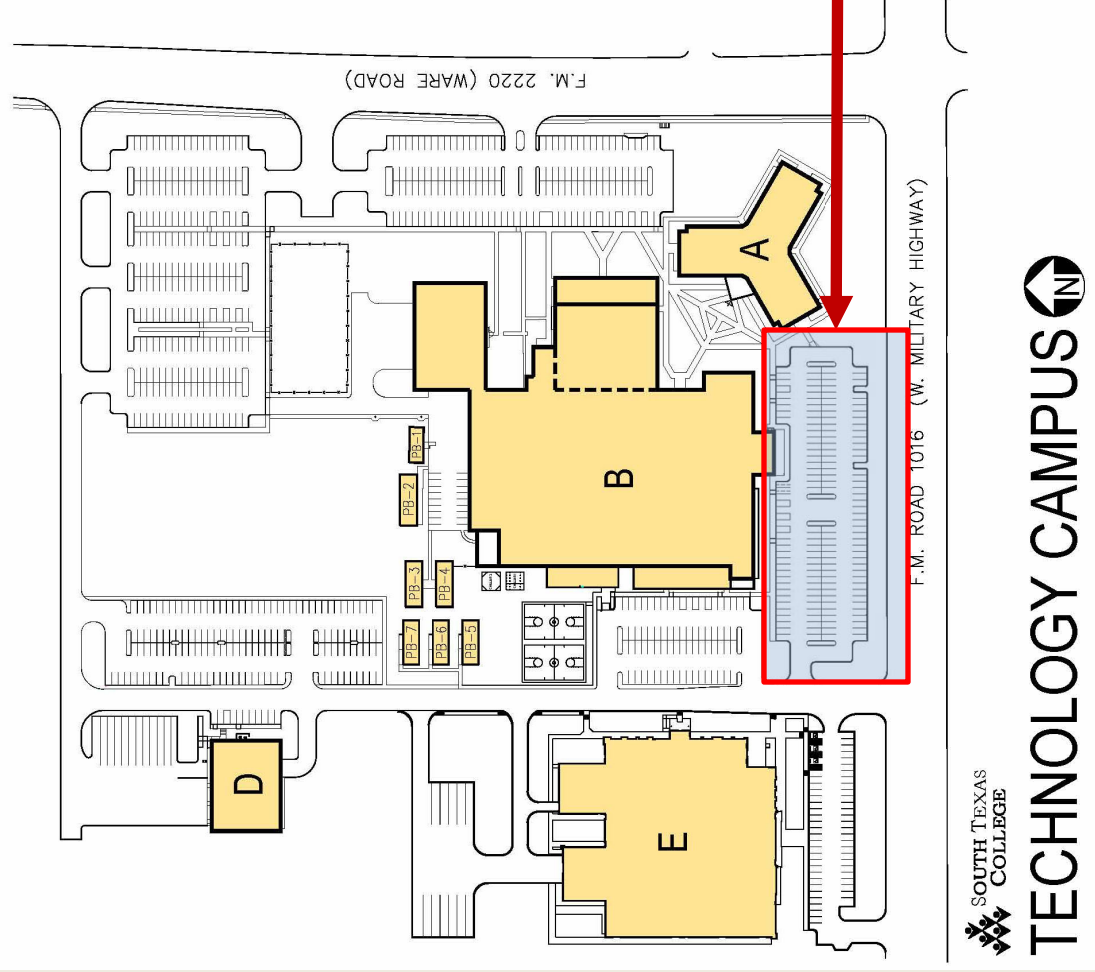 F.M. 2220 (WARE ROAD)
A
F.M. ROAD 1016 (W. MILITARY HIGHWAY)
B
PB-1
PB-2
PB-3
PB-4
PB-7
PB-6
PB-5
D
E
SOUTH TEXAS
COLLEGE
TECHNOLOGY CAMPUS
N